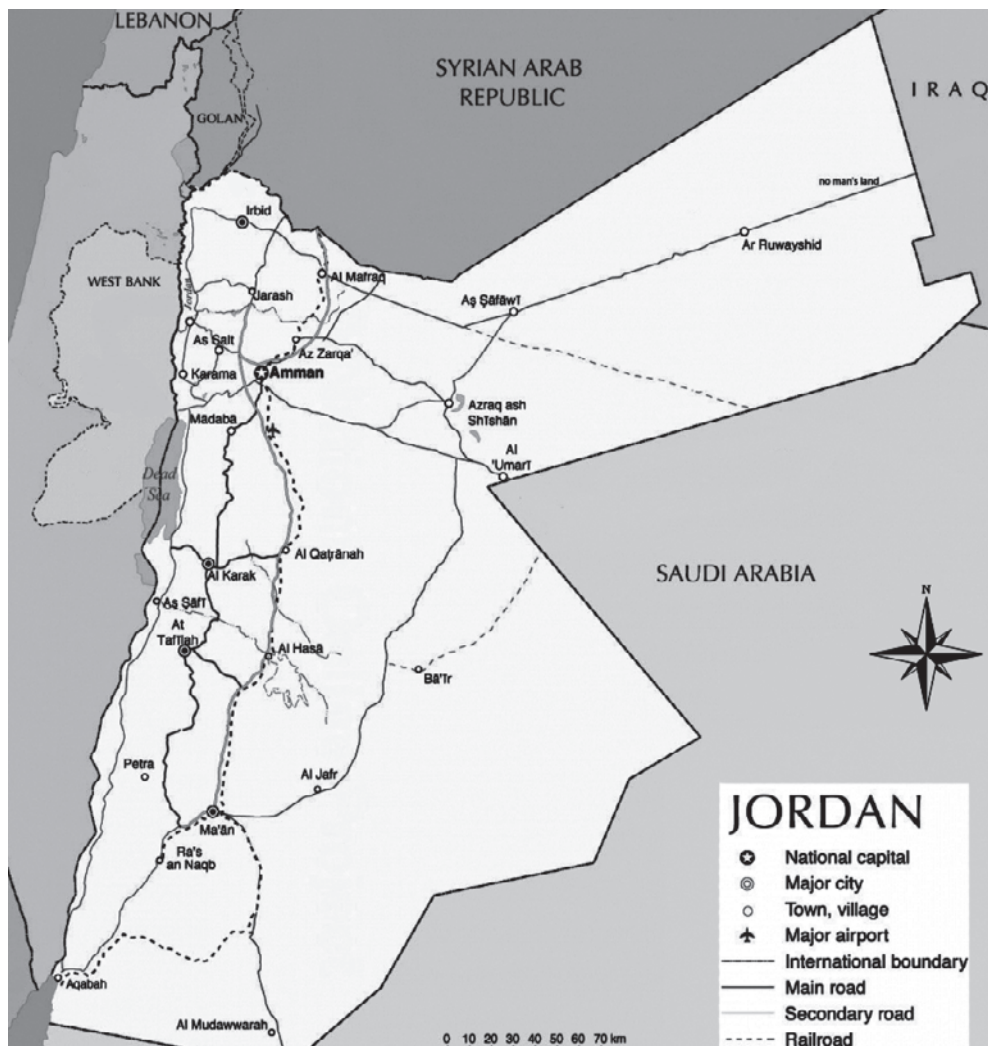 LEBANON
SYRIAN ARAB
REPUBLIC
IRAQ
GOLAN
no man's land
Irbid
Ar Ruwayshid
WEST BANK
Jordan
Al Mafraq
Jarash
Aş Şafāwī
As Salt
Az Zarqa'
Karama
Amman
Azraq ash
Shīshān
Mādabā
Al
'Umarī
Dead
Sea
Al Qaţrānah
Al Karak
SAUDI ARABIA
N
Aş Şāfī
At
Tafīlah
Al Hasā
Bā'ir
Petra
Al Jafr
Ma'ān
Ra's
an Naqb
Aqabah
Al Mudawwarah
0 10 20 30 40 50 60 70 km
JORDAN
National capital
Major city
Town, village
Major airport
International boundary
Main road
Secondary road
Railroad